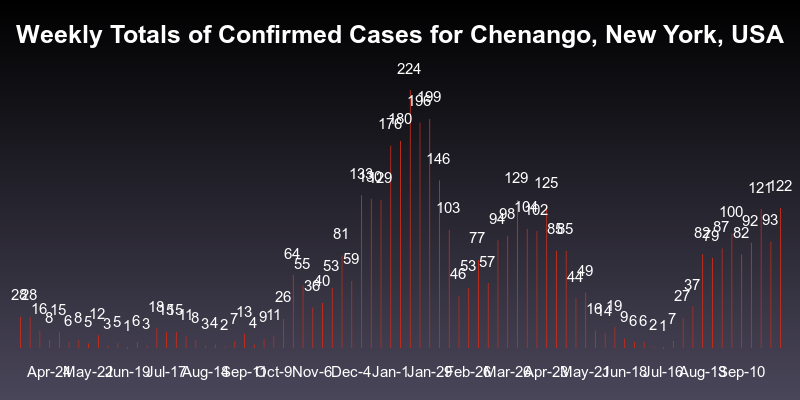 Weekly Totals of Confirmed Cases for Chenango, New York, USA
28 28 16 8 15 6 8 5 12 3 5 1 6 3 18 15 15 11 8 3 4 2 7 13 4 9 11 26 64 55 36 40 53 81 59 133 130 129 176 180 224 196 199 146 103 46 53 77 57 94 98 129 104 102 125 85 85 44 49 16 14 19 9 6 6 2 1 7 27 37 82 79 87 100 82 92 121 93 122
Apr-24 May-22 Jun-19 Jul-17 Aug-14 Sep-11 Oct-9 Nov-6 Dec-4 Jan-1 Jan-29 Feb-26 Mar-26 Apr-23 May-21 Jun-18 Jul-16 Aug-13 Sep-10